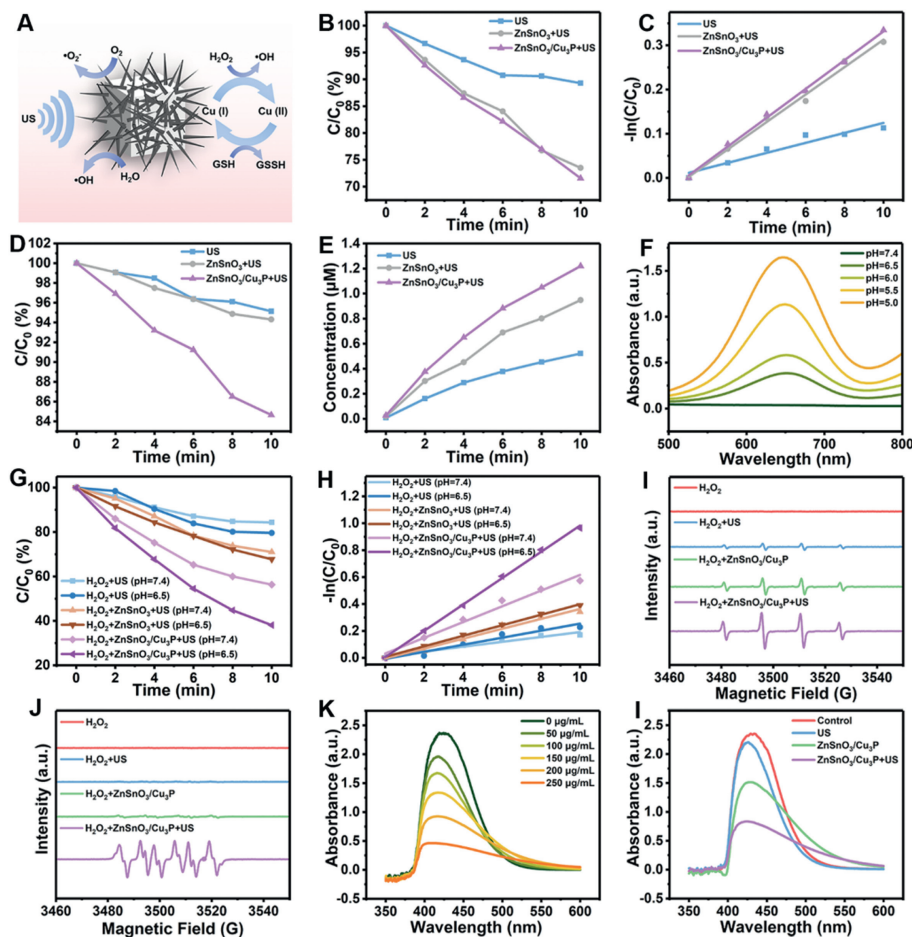 A
•O₂⁻
O₂
H₂O₂
•OH
US
Cu (I)
Cu (II)
•OH
H₂O
GSH
GSSH
B
US
ZnSnO₃+US
ZnSnO₃/Cu₃P+US
C/C₀ (%)
100
95
90
85
80
75
70
0 2 4 6 8 10
Time (min)
C
US
ZnSnO₃+US
ZnSnO₃/Cu₃P+US
-ln(C/C₀)
0.3
0.2
0.1
0.0
0 2 4 6 8 10
Time (min)
D
US
ZnSnO₃+US
ZnSnO₃/Cu₃P+US
C/C₀ (%)
102
100
98
96
94
92
90
88
86
84
0 2 4 6 8 10
Time (min)
E
US
ZnSnO₃+US
ZnSnO₃/Cu₃P+US
Concentration (μM)
1.4
1.2
1.0
0.8
0.6
0.4
0.2
0.0
0 2 4 6 8 10
Time (min)
F
pH=7.4
pH=6.5
pH=6.0
pH=5.5
pH=5.0
Absorbance (a.u.)
1.5
1.0
0.5
0.0
500 600 700 800
Wavelength (nm)
G
H₂O₂+US (pH=7.4)
H₂O₂+US (pH=6.5)
H₂O₂+ZnSnO₃+US (pH=7.4)
H₂O₂+ZnSnO₃+US (pH=6.5)
H₂O₂+ZnSnO₃/Cu₃P+US (pH=7.4)
H₂O₂+ZnSnO₃/Cu₃P+US (pH=6.5)
C/C₀ (%)
100
80
60
40
20
0 2 4 6 8 10
Time (min)
H
H₂O₂+US (pH=7.4)
H₂O₂+US (pH=6.5)
H₂O₂+ZnSnO₃+US (pH=7.4)
H₂O₂+ZnSnO₃+US (pH=6.5)
H₂O₂+ZnSnO₃/Cu₃P+US (pH=7.4)
H₂O₂+ZnSnO₃/Cu₃P+US (pH=6.5)
-ln(C/C₀)
1.4
1.2
1.0
0.8
0.6
0.4
0.2
0.0
0 2 4 6 8 10
Time (min)
I
H₂O₂
H₂O₂+US
H₂O₂+ZnSnO₃/Cu₃P
H₂O₂+ZnSnO₃/Cu₃P+US
Intensity (a.u.)
3460 3480 3500 3520 3540
Magnetic Field (G)
J
H₂O₂
H₂O₂+US
H₂O₂+ZnSnO₃/Cu₃P
H₂O₂+ZnSnO₃/Cu₃P+US
Intensity (a.u.)
3460 3480 3500 3520 3540
Magnetic Field (G)
K
0 μg/mL
50 μg/mL
100 μg/mL
150 μg/mL
200 μg/mL
250 μg/mL
Absorbance (a.u.)
2.5
2.0
1.5
1.0
0.5
0.0
-0.5
350 400 450 500 550 600
Wavelength (nm)
I
Control
US
ZnSnO₃/Cu₃P
ZnSnO₃/Cu₃P+US
Absorbance (a.u.)
2.5
2.0
1.5
1.0
0.5
0.0
-0.5
350 400 450 500 550 600
Wavelength (nm)